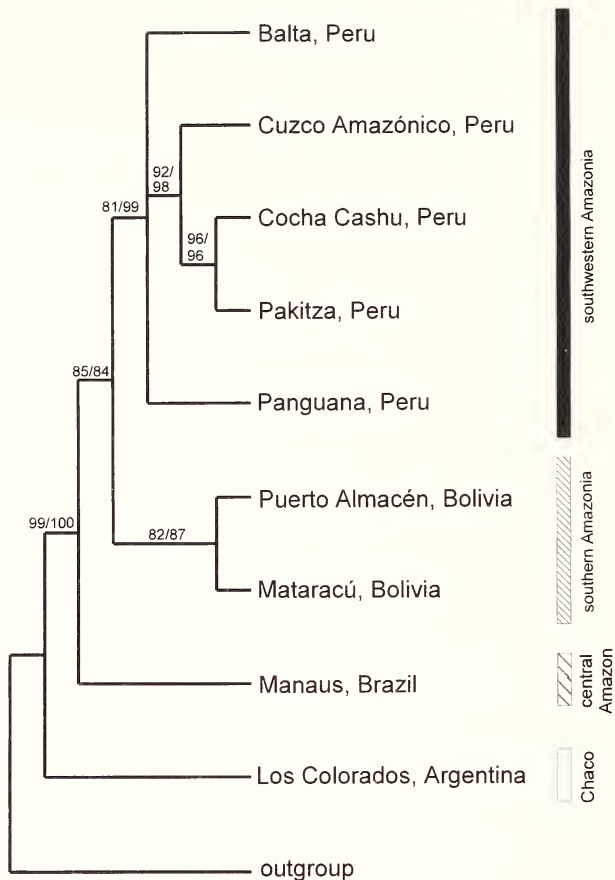 Balta, Peru
Cuzco Amazónico, Peru
92/
98
81/99
Cocha Cashu, Peru
96/
96
Pakitza, Peru
85/84
Panguana, Peru
Puerto Almacén, Bolivia
99/100
82/87
Mataracú, Bolivia
Manaus, Brazil
Los Colorados, Argentina
outgroup
southwestern Amazonia
southern Amazonia
central
Amazon
Chaco